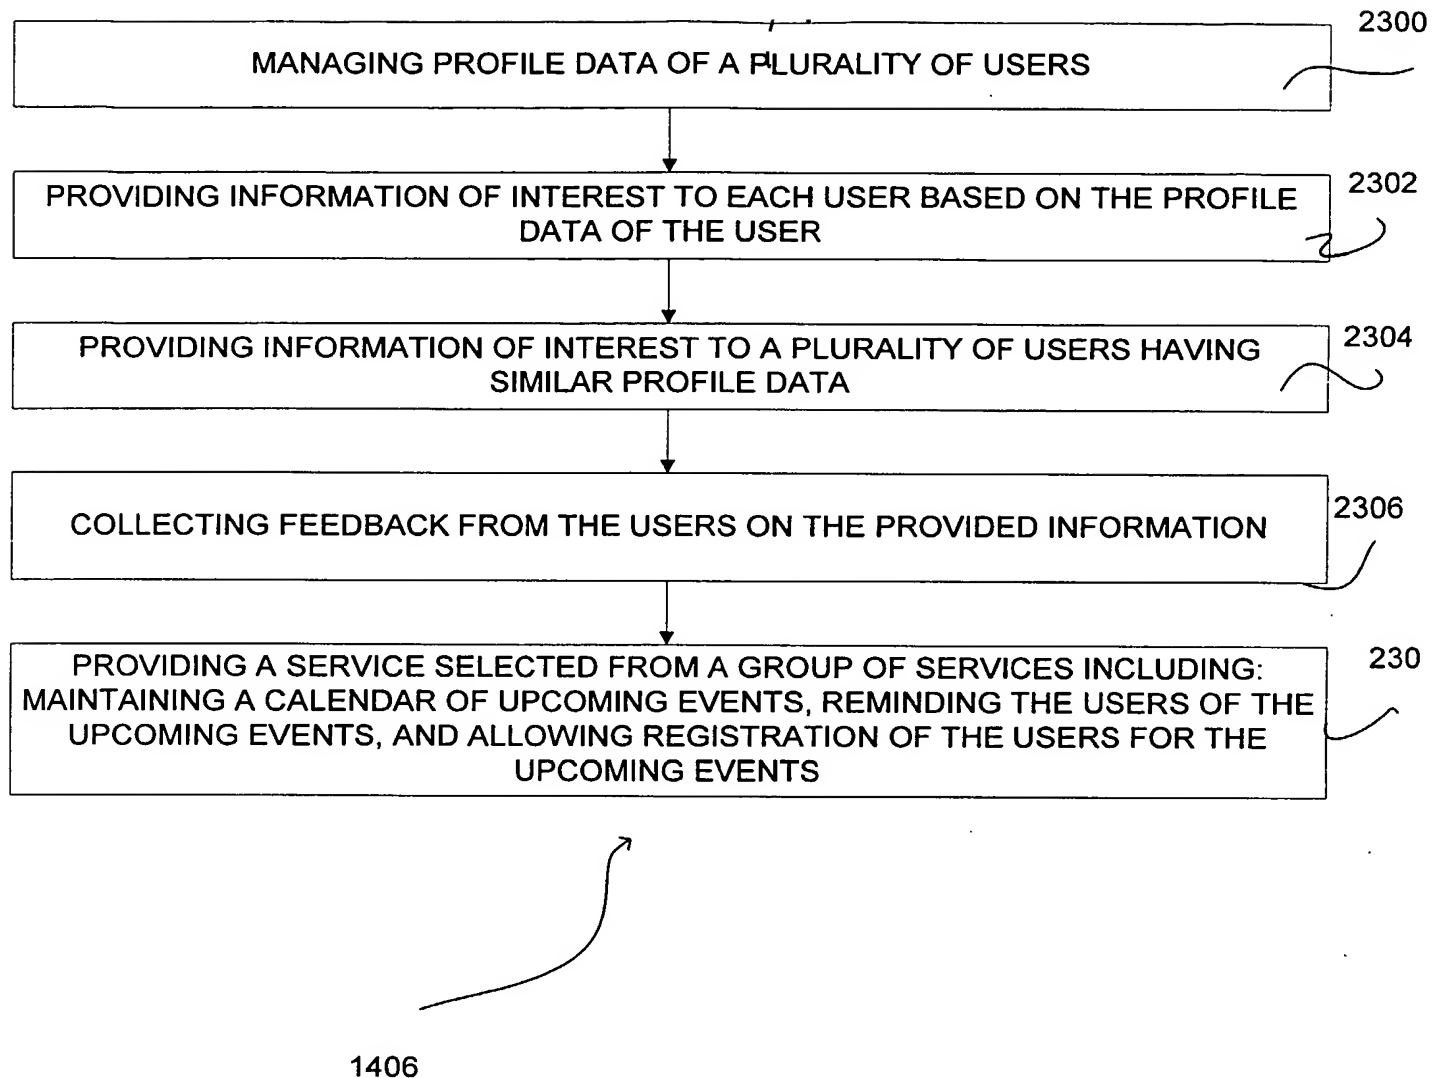 2300
MANAGING PROFILE DATA OF A PLURALITY OF USERS
2302
PROVIDING INFORMATION OF INTEREST TO EACH USER BASED ON THE PROFILE
DATA OF THE USER
2304
PROVIDING INFORMATION OF INTEREST TO A PLURALITY OF USERS HAVING
SIMILAR PROFILE DATA
2306
COLLECTING FEEDBACK FROM THE USERS ON THE PROVIDED INFORMATION
230
PROVIDING A SERVICE SELECTED FROM A GROUP OF SERVICES INCLUDING:
MAINTAINING A CALENDAR OF UPCOMING EVENTS, REMINDING THE USERS OF THE
UPCOMING EVENTS, AND ALLOWING REGISTRATION OF THE USERS FOR THE
UPCOMING EVENTS
1406